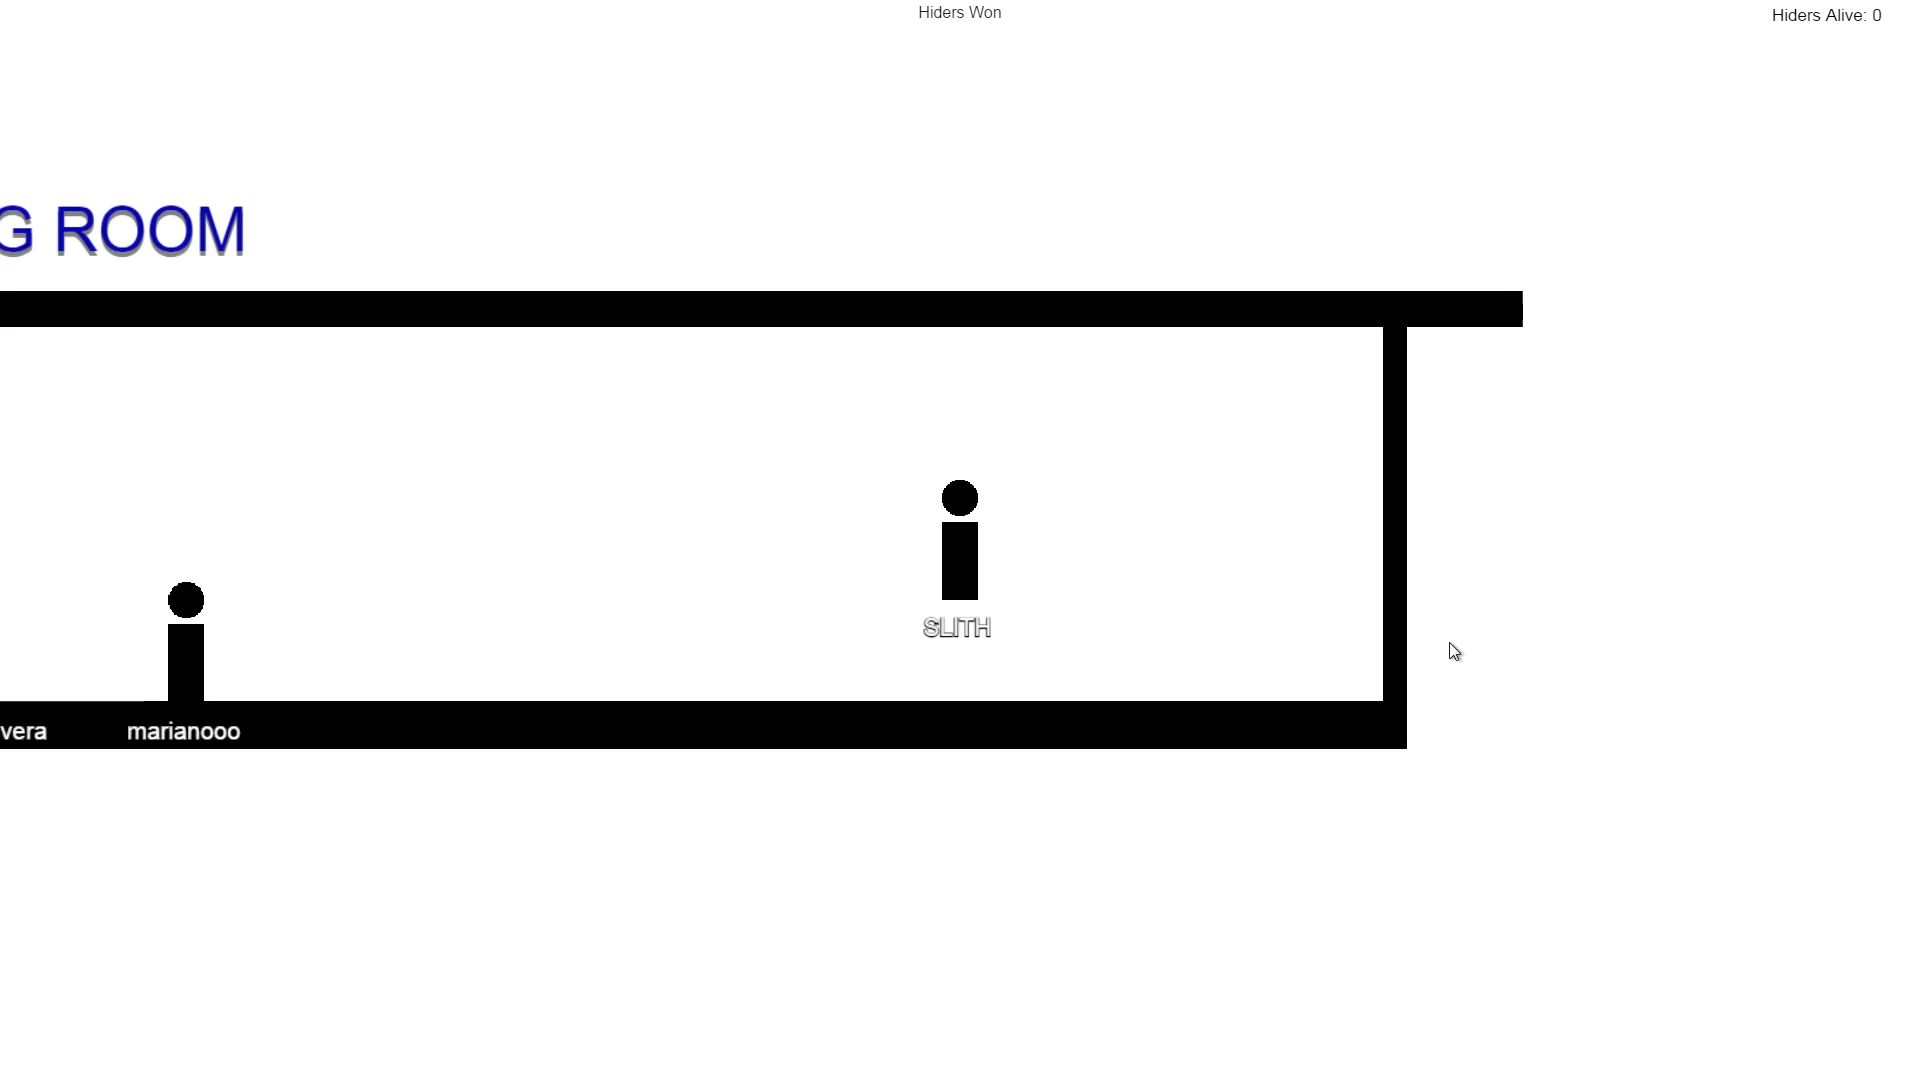 Hiders Won
Hiders Alive: 0
G ROOM
SLITH
vera
marianooo